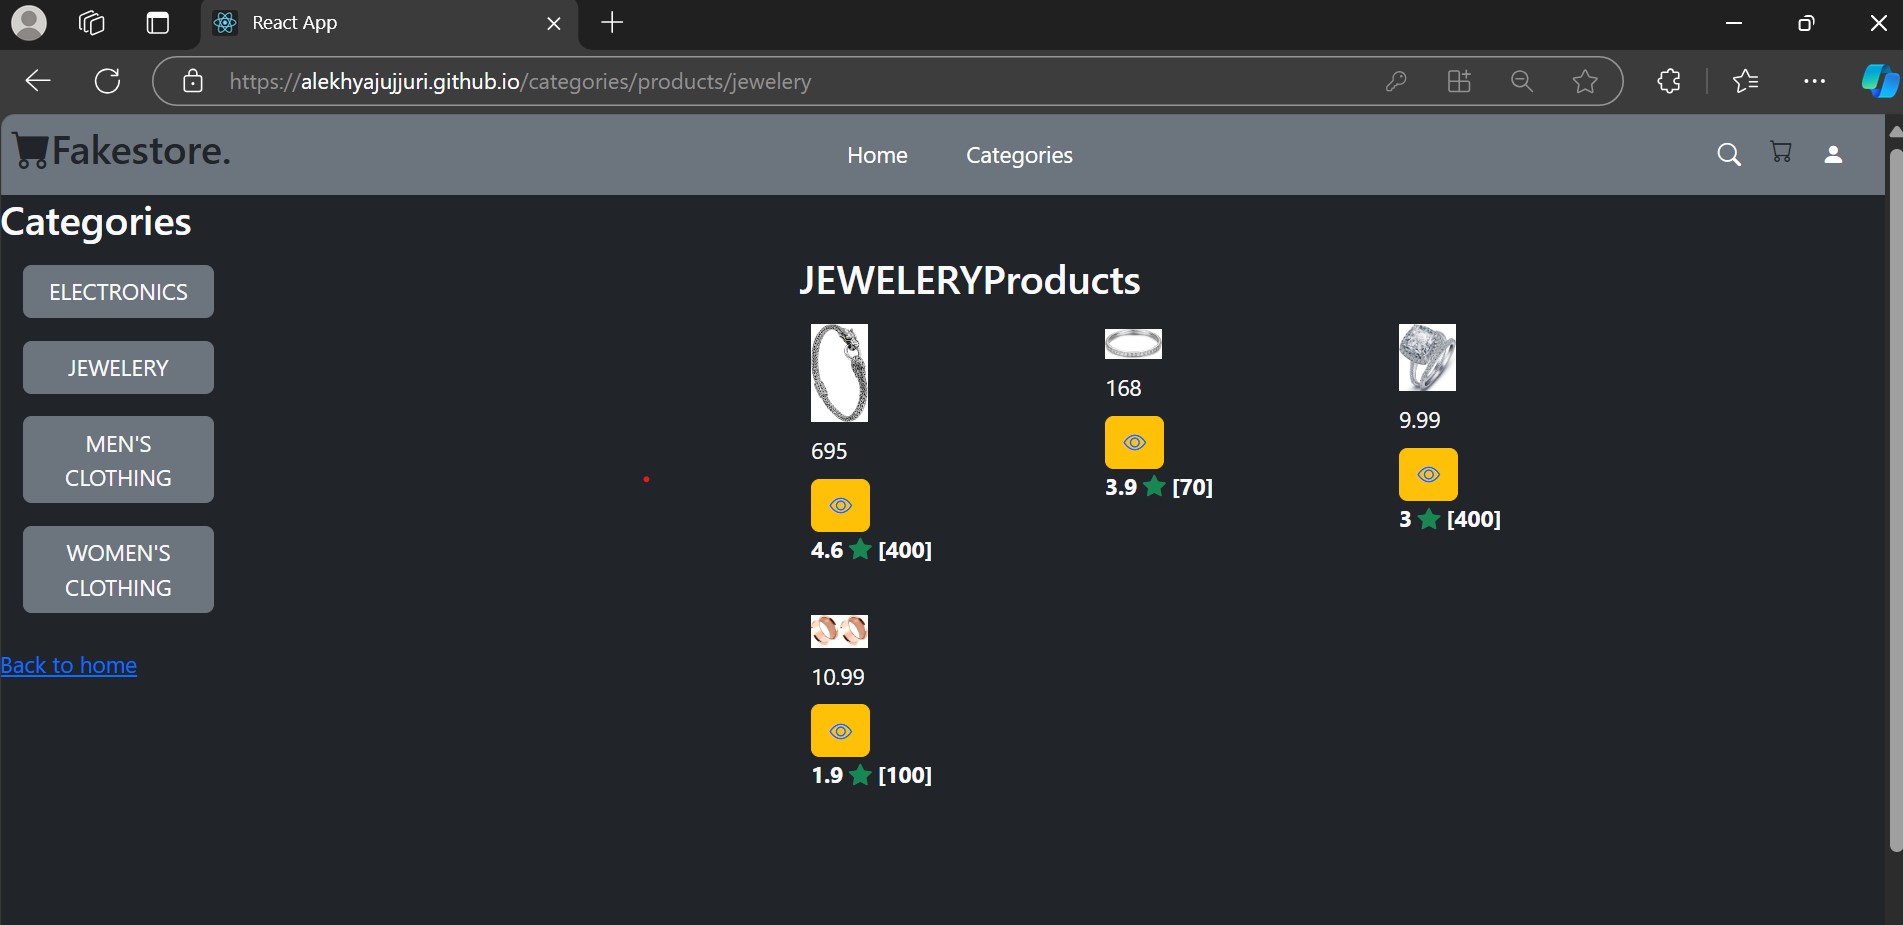 React App
https://alekhyajujjuri.github.io/categories/products/jewelery
Fakestore.
Home
Categories
Categories
ELECTRONICS
JEWELERY
MEN'S
CLOTHING
WOMEN'S
CLOTHING
Back to home
JEWELERYProducts
695
4.6 ★ [400]
168
3.9 ★ [70]
9.99
3 ★ [400]
10.99
1.9 ★ [100]